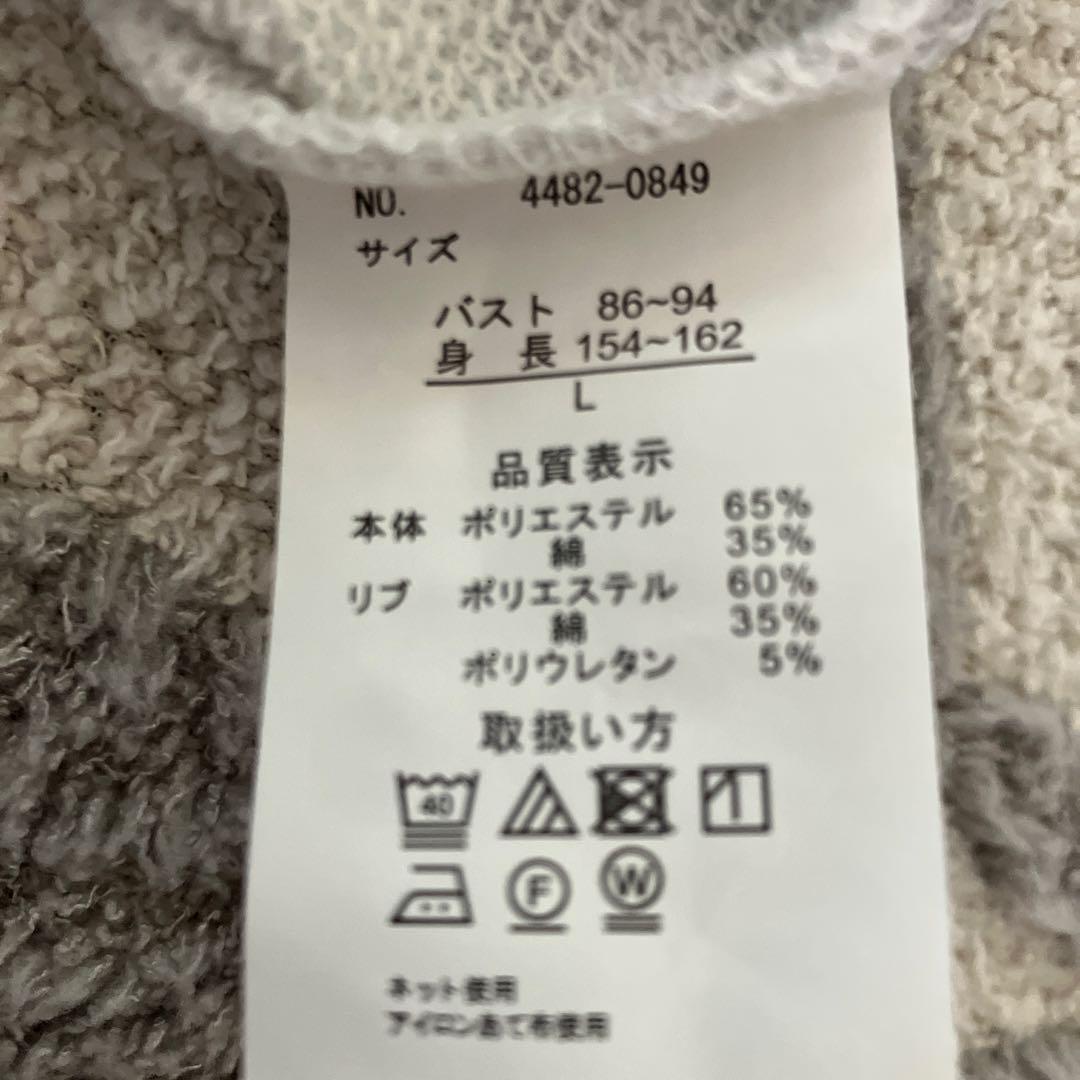 NO. 4482-0849
サイズ
バスト 86~94
身 長 154~162
L
品質表示
本体 ポリエステル 65%
綿 35%
リブ ポリエステル 60%
綿 35%
ポリウレタン 5%
取扱い方
40
F W
ネット使用
アイロンあて布使用